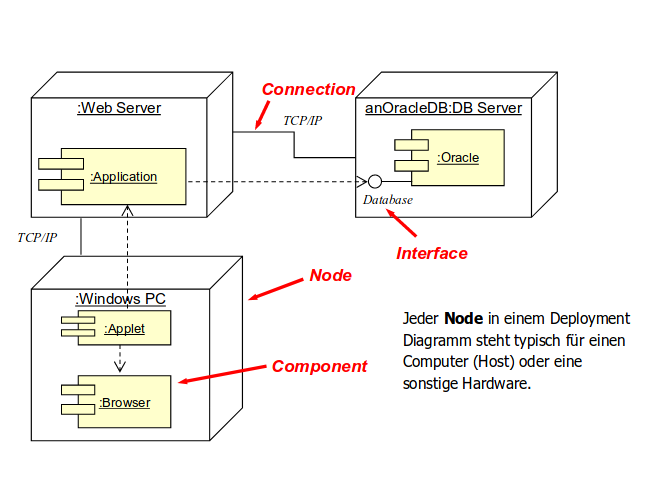 Connection
:Web Server
anOracleDB:DB Server
TCP/IP
:Oracle
:Application
Database
TCP/IP
Interface
Node
:Windows PC
:Applet
Jeder Node in einem Deployment
Diagramm steht typisch für einen
Computer (Host) oder eine
sonstige Hardware.
Component
:Browser